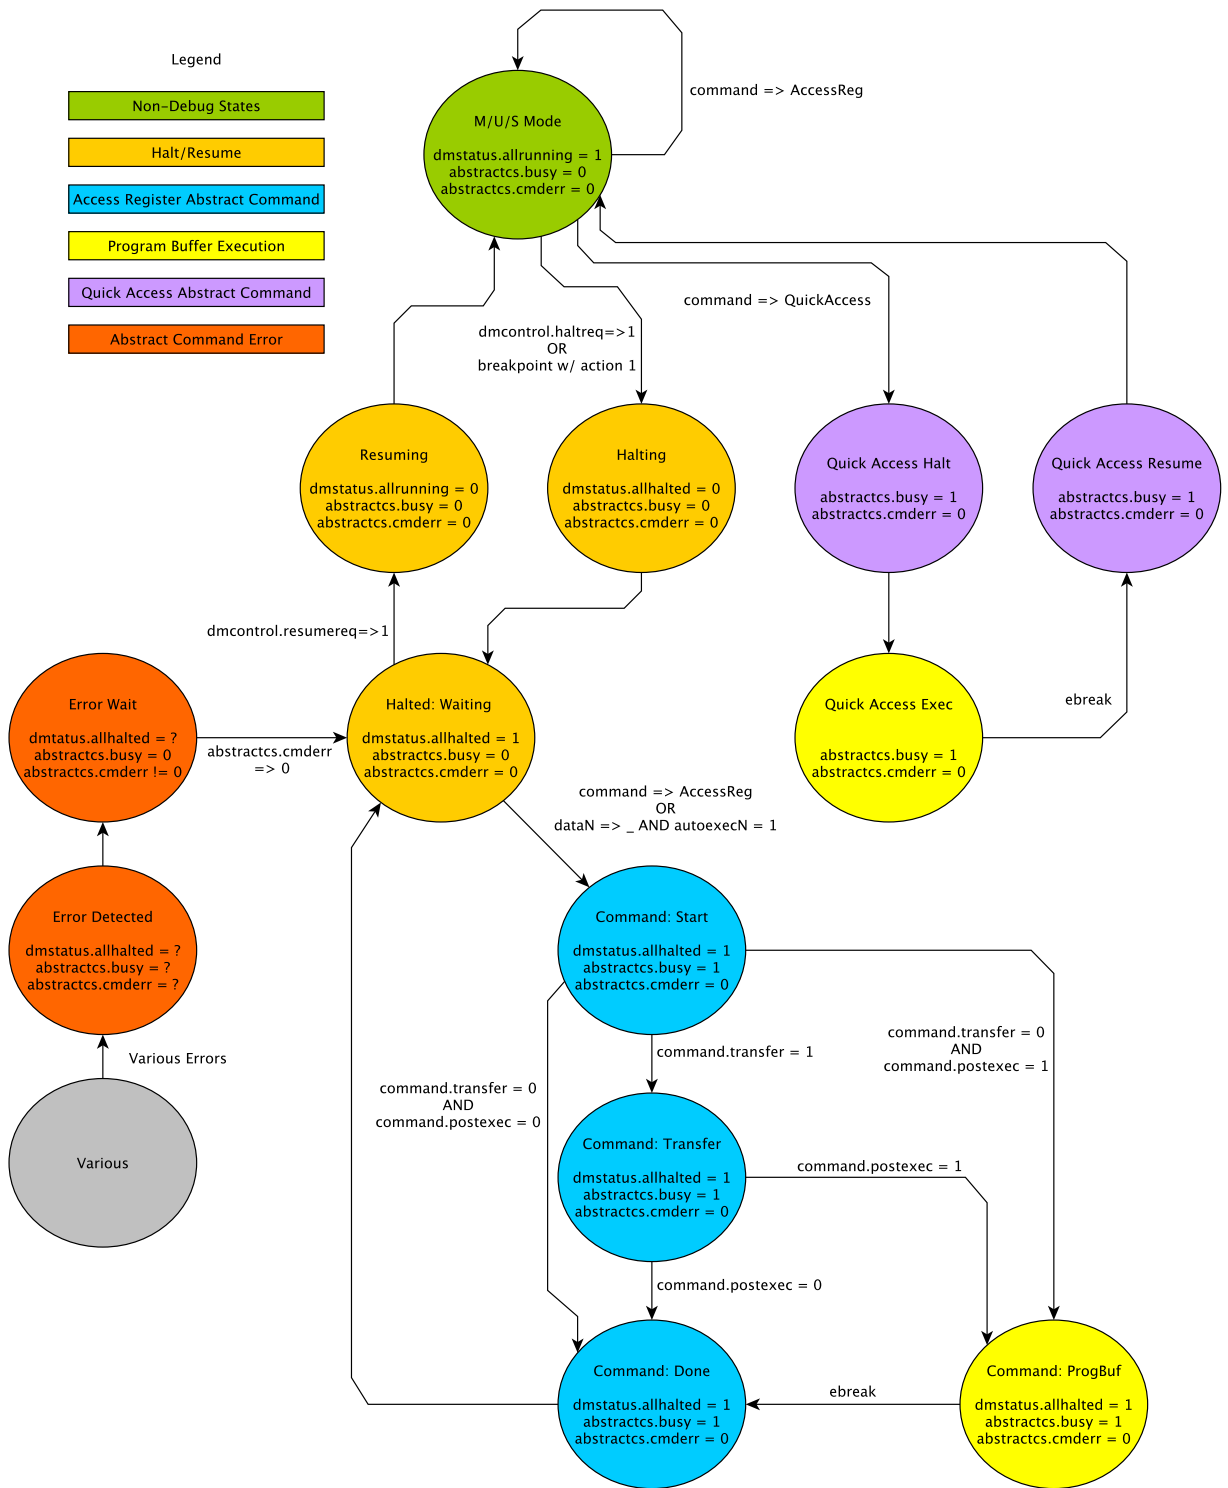 Legend
Non-Debug States
Halt/Resume
Access Register Abstract Command
Program Buffer Execution
Quick Access Abstract Command
Abstract Command Error
command => AccessReg
M/U/S Mode
dmstatus.allrunning = 1
abstractcs.busy = 0
abstractcs.cmderr = 0
command => QuickAccess
dmcontrol.haltreq=>1
OR
breakpoint w/ action 1
Resuming
dmstatus.allrunning = 0
abstractcs.busy = 0
abstractcs.cmderr = 0
Halting
dmstatus.allhalted = 0
abstractcs.busy = 0
abstractcs.cmderr = 0
Quick Access Halt
abstractcs.busy = 1
abstractcs.cmderr = 0
Quick Access Resume
abstractcs.busy = 1
abstractcs.cmderr = 0
dmcontrol.resumereq=>1
Error Wait
dmtatus.allhalted = ?
abstractcs.busy = 0
abstractcs.cmderr != 0
abstractcs.cmderr
=> 0
Halted: Waiting
dmstatus.allhalted = 1
abstractcs.busy = 0
abstractcs.cmderr = 0
Quick Access Exec
abstractcs.busy = 1
abstractcs.cmderr = 0
ebreak
command => AccessReg
OR
dataN => _ AND autoexecN = 1
Error Detected
dmstatus.allhalted = ?
abstractcs.busy = ?
abstractcs.cmderr = ?
Command: Start
dmstatus.allhalted = 1
abstractcs.busy = 1
abstractcs.cmderr = 0
Various Errors
command.transfer = 1
command.transfer = 0
AND
command.postexec = 1
command.transfer = 0
AND
command.postexec = 0
Various
Command: Transfer
dmstatus.allhalted = 1
abstractcs.busy = 1
abstractcs.cmderr = 0
command.postexec = 1
command.postexec = 0
Command: Done
dmstatus.allhalted = 1
abstractcs.busy = 1
abstractcs.cmderr = 0
ebreak
Command: ProgBuf
dmstatus.allhalted = 1
abstractcs.busy = 1
abstractcs.cmderr = 0